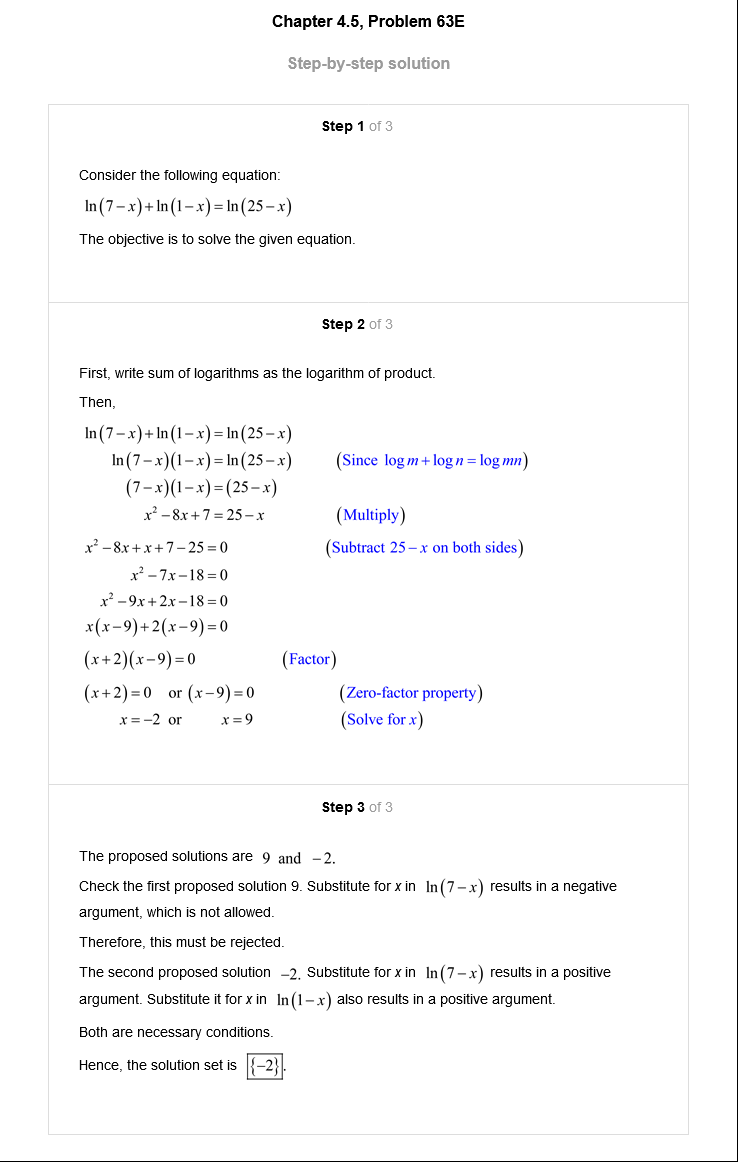 Chapter 4.5, Problem 63E
Step-by-step solution
Step 1 of 3
Consider the following equation:
ln(7−x)+ln(1−x)=ln(25−x)
The objective is to solve the given equation.
Step 2 of 3
First, write sum of logarithms as the logarithm of product.
Then,
ln(7−x)+ln(1−x)=ln(25−x)
ln(7−x)(1−x)=ln(25−x) (Since log m+log n=log mn)
(7−x)(1−x)=(25−x)
x²−8x+7=25−x (Multiply)
x²−8x+x+7−25=0 (Subtract 25−x on both sides)
x²−7x−18=0
x²−9x+2x−18=0
x(x−9)+2(x−9)=0
(x+2)(x−9)=0 (Factor)
(x+2)=0 or (x−9)=0 (Zero-factor property)
x=−2 or x=9 (Solve for x)
Step 3 of 3
The proposed solutions are 9 and −2.
Check the first proposed solution 9. Substitute for x in ln(7−x) results in a negative
argument, which is not allowed.
Therefore, this must be rejected.
The second proposed solution −2. Substitute for x in ln(7−x) results in a positive
argument. Substitute it for x in ln(1−x) also results in a positive argument.
Both are necessary conditions.
Hence, the solution set is {−2}.